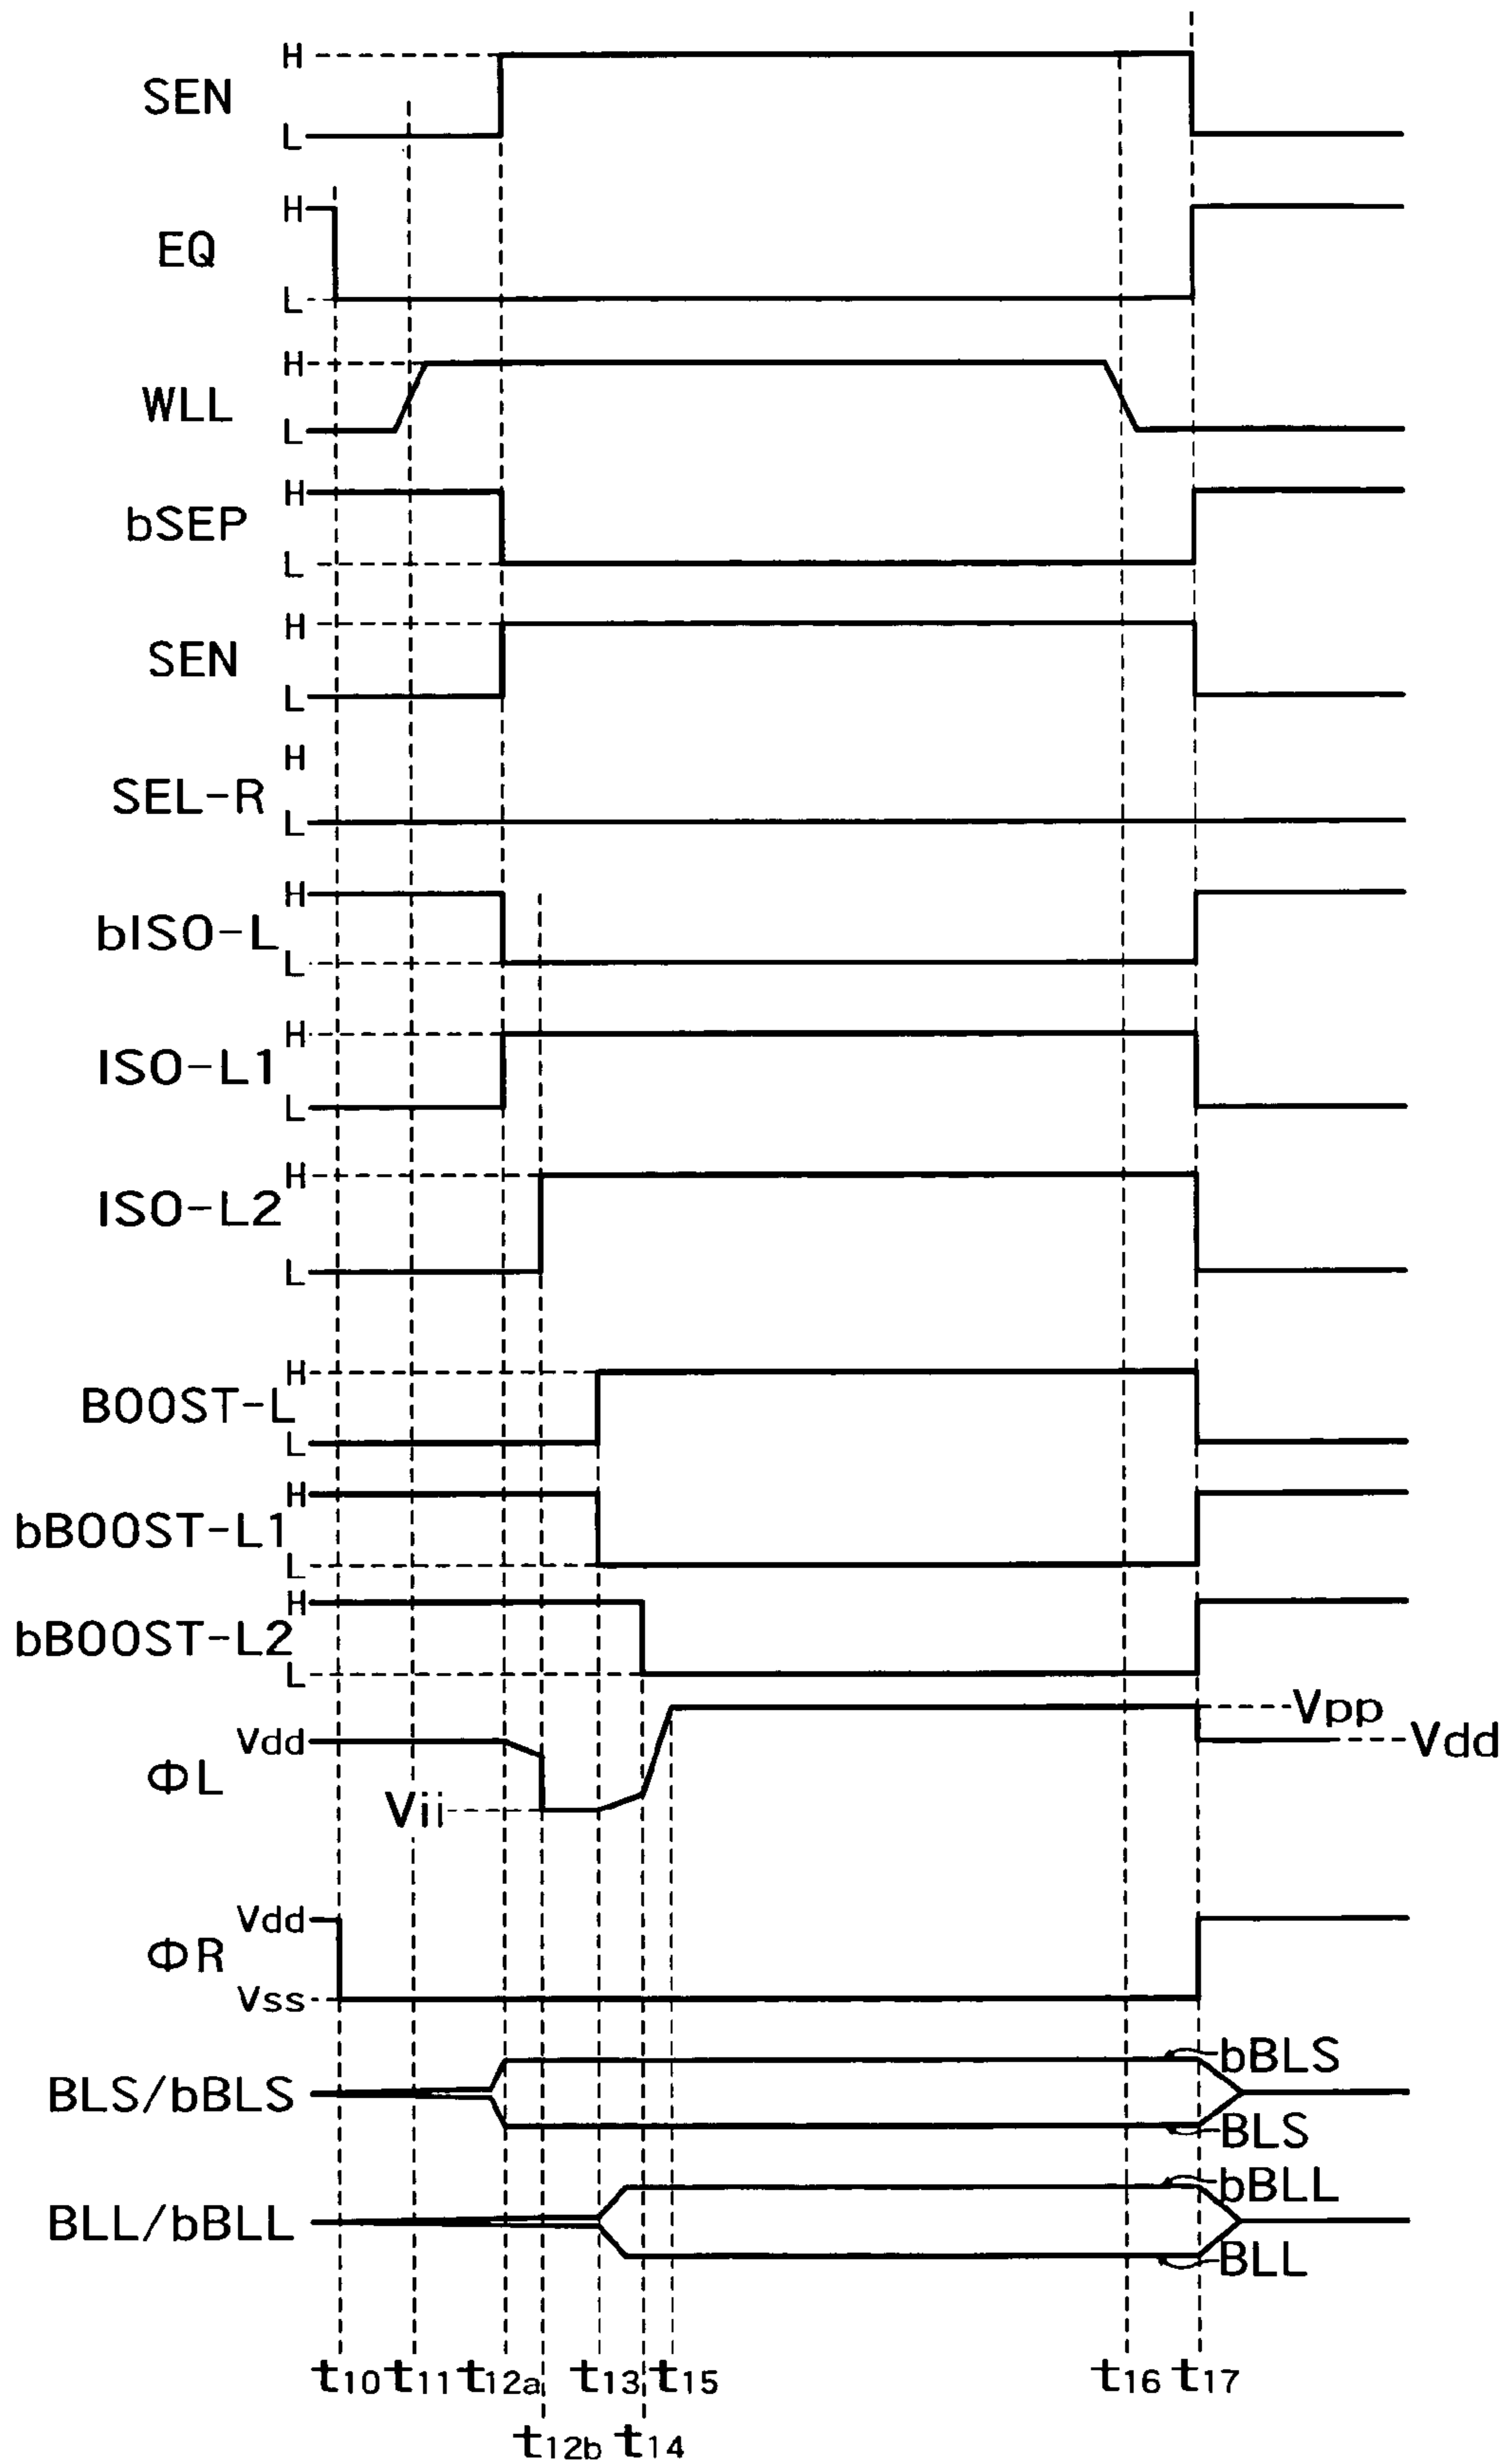 H
SEN
L
H
EQ
L
H
WLL
L
H
bSEP
L
H
SEN
L
H
SEL-R
L
H
bISO-L
L
H
ISO-L1
L
H
ISO-L2
L
H
BOOST-L
L
H
bBOOST-L1
L
H
bBOOST-L2
L
Vpp
Vdd Vdd
ΦL
Vii
Vdd
ΦR
Vss
bBLS
BLS/bBLS
BLS
bBLL
BLL/bBLL
BLL
t10 t11 t12a t13 t15 t16 t17
t12b t14